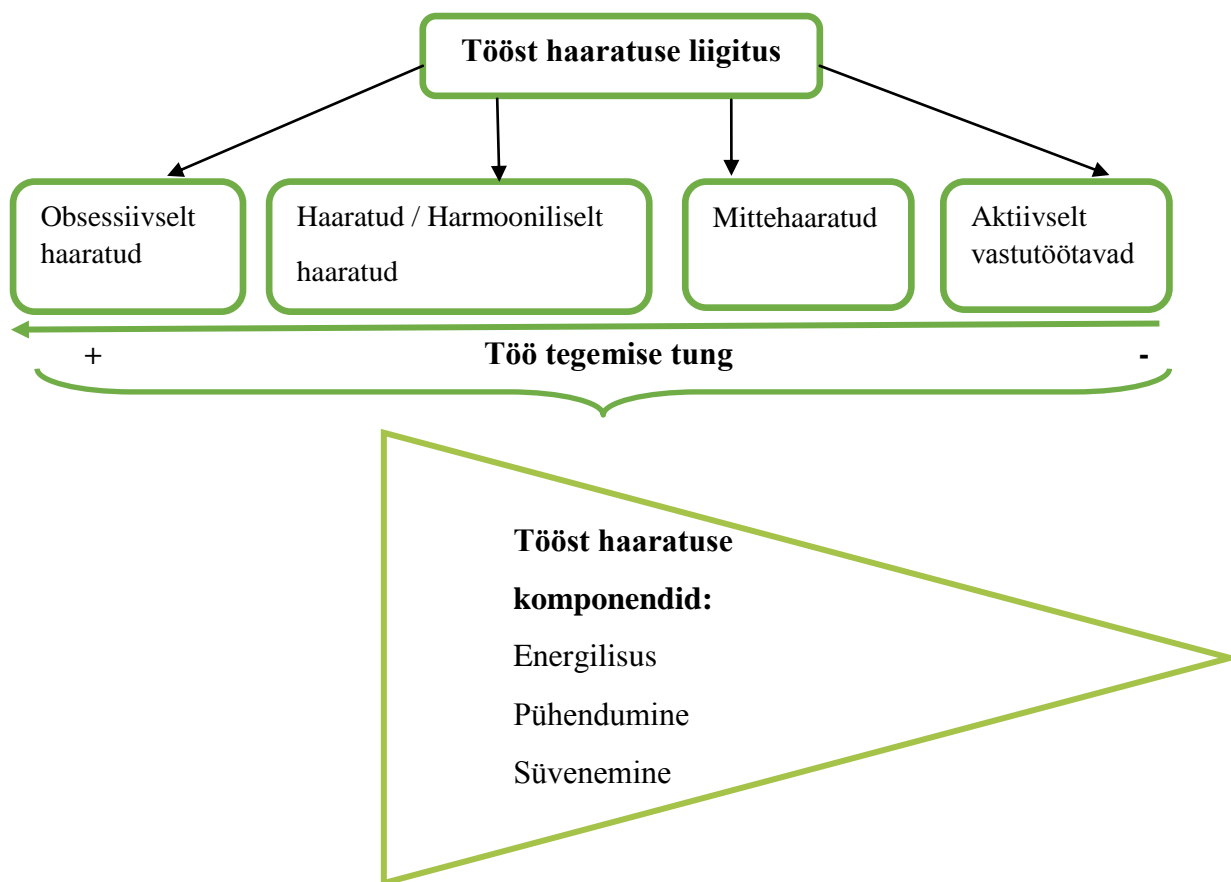 Tööst haaratuse liigitus
Obsessiivselt
haaratud
Haaratud / Harmooniliselt
haaratud
Mittehaaratud
Aktiivselt
vastutöötavad
+ Töö tegemise tung -
Tööst haaratuse
komponendid:
Energilisus
Pühendumine
Süvenemine